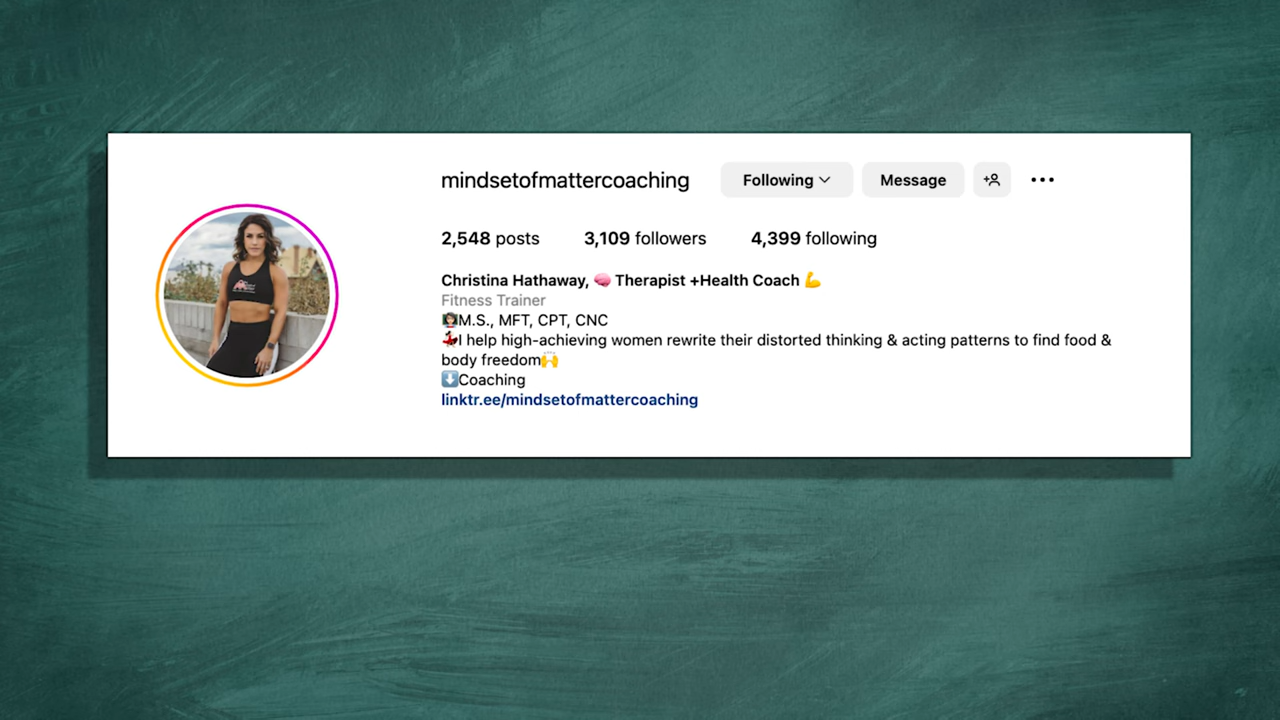 mindsetofmattercoaching Following Message
2,548 posts 3,109 followers 4,399 following
Christina Hathaway, 🧠 Therapist +Health Coach 💪
Fitness Trainer
👩🏻‍🏫M.S., MFT, CPT, CNC
💃I help high-achieving women rewrite their distorted thinking & acting patterns to find food &
body freedom🙌
⬇️Coaching
linktr.ee/mindsetofmattercoaching